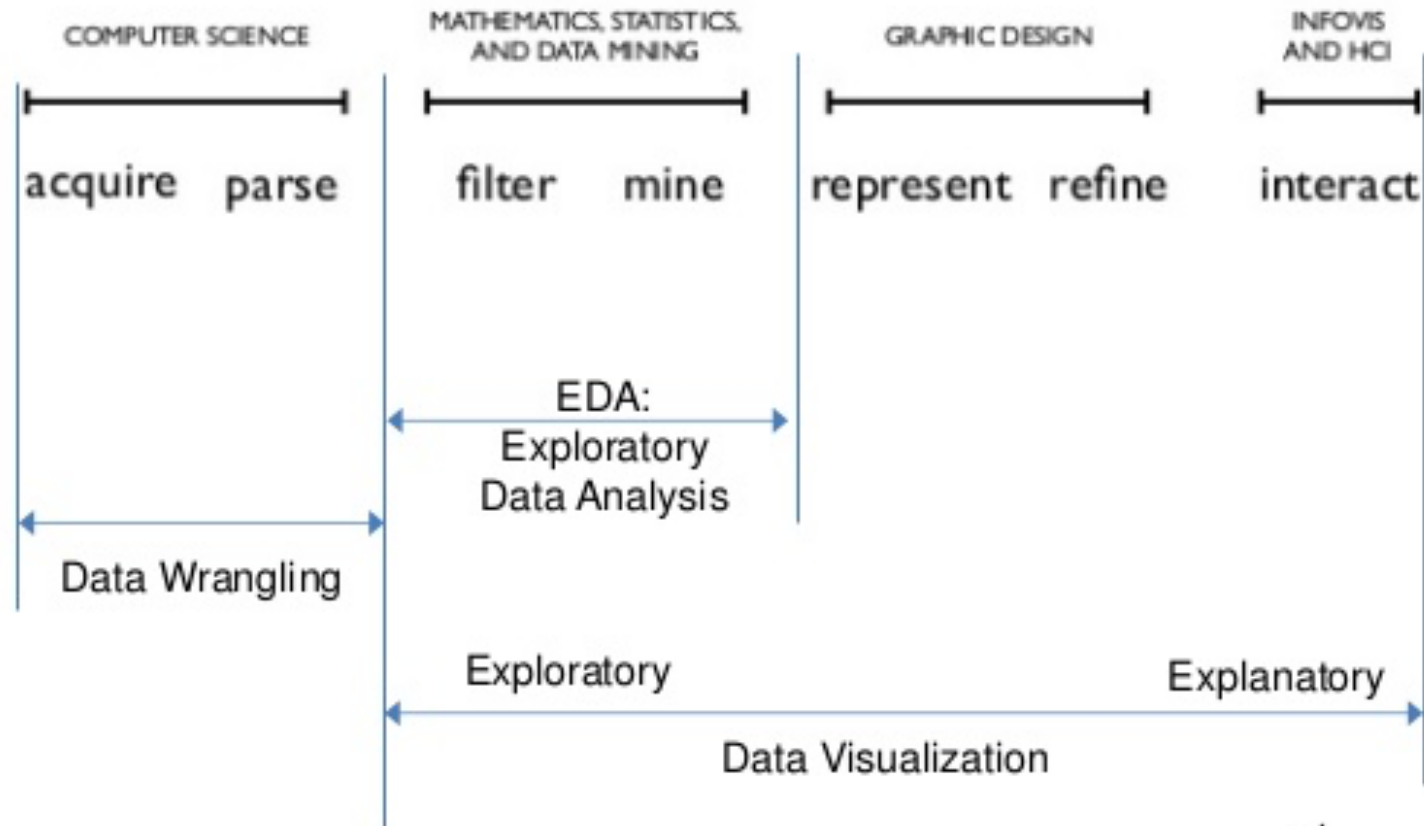 COMPUTER SCIENCE
MATHEMATICS, STATISTICS,
AND DATA MINING
GRAPHIC DESIGN
INFOVIS
AND HCI
acquire parse filter mine represent refine interact
EDA:
Exploratory
Data Analysis
Data Wrangling
Exploratory Explanatory
Data Visualization